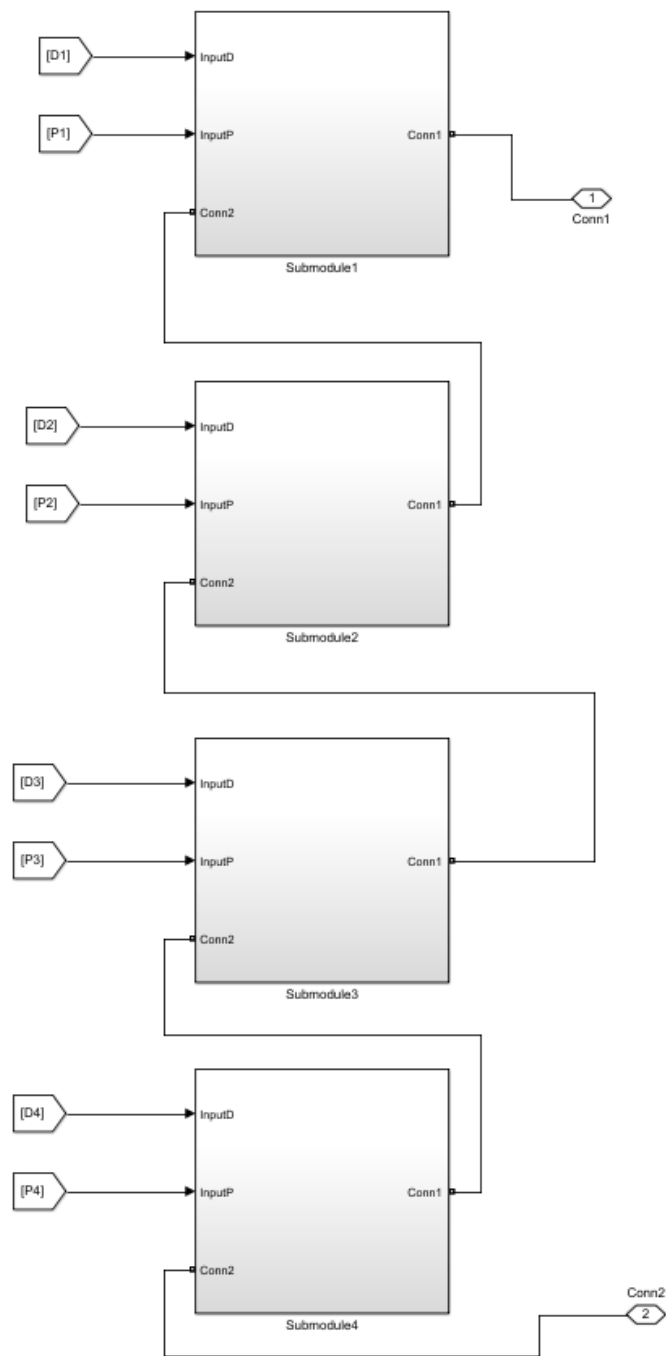 [D1]
InputD
[P1]
InputP
Conn1
Conn2
1
Conn1
Submodule1
[D2]
InputD
[P2]
InputP
Conn1
Conn2
Submodule2
[D3]
InputD
[P3]
InputP
Conn1
Conn2
Submodule3
[D4]
InputD
[P4]
InputP
Conn1
Conn2
Conn2
2
Submodule4